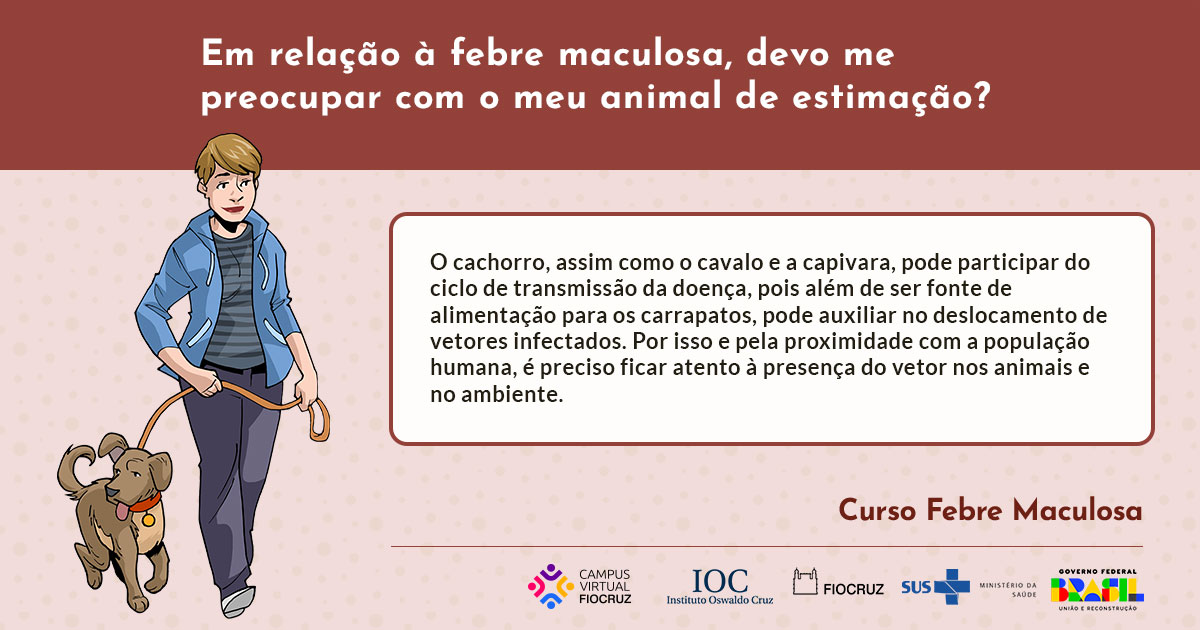 Em relação à febre maculosa, devo me
preocupar com o meu animal de estimação?
O cachorro, assim como o cavalo e a capivara, pode participar do
ciclo de transmissão da doença, pois além de ser fonte de
alimentação para os carrapatos, pode auxiliar no deslocamento de
vetores infectados. Por isso e pela proximidade com a população
humana, é preciso ficar atento à presença do vetor nos animais e
no ambiente.
Curso Febre Maculosa
CAMPUS
VIRTUAL
FIOCRUZ
IOC
Instituto Oswaldo Cruz
FIOCRUZ
SUS
MINISTÉRIO DA
SAÚDE
GOVERNO FEDERAL
BRASIL
UNIÃO E RECONSTRUÇÃO